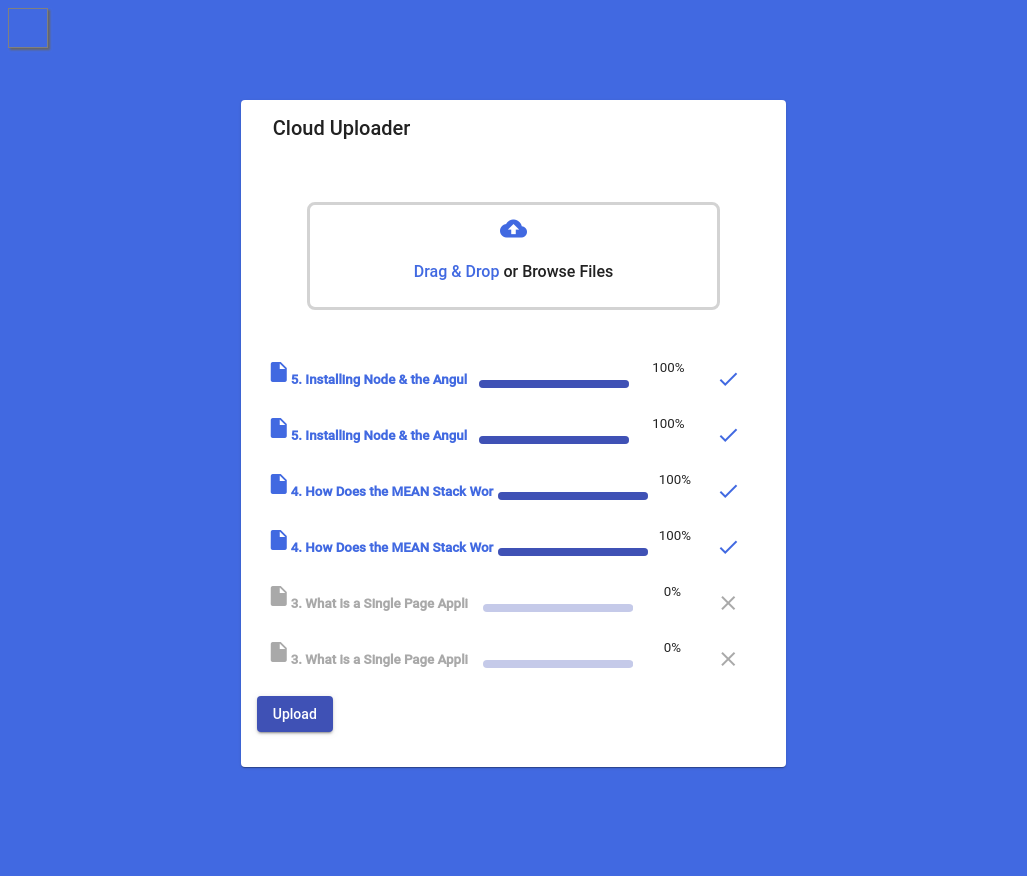 Cloud Uploader
Drag & Drop or Browse Files
5. Installing Node & the Angul 100%
5. Installing Node & the Angul 100%
4. How Does the MEAN Stack Wor 100%
4. How Does the MEAN Stack Wor 100%
3. What is a Single Page Appli 0%
3. What is a Single Page Appli 0%
Upload